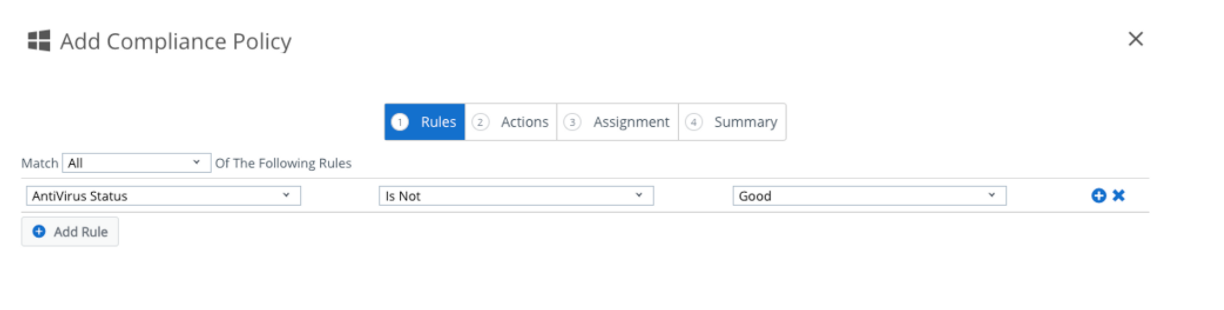 Add Compliance Policy
1 Rules 2 Actions 3 Assignment 4 Summary
Match All Of The Following Rules
AntiVirus Status Is Not Good
Add Rule